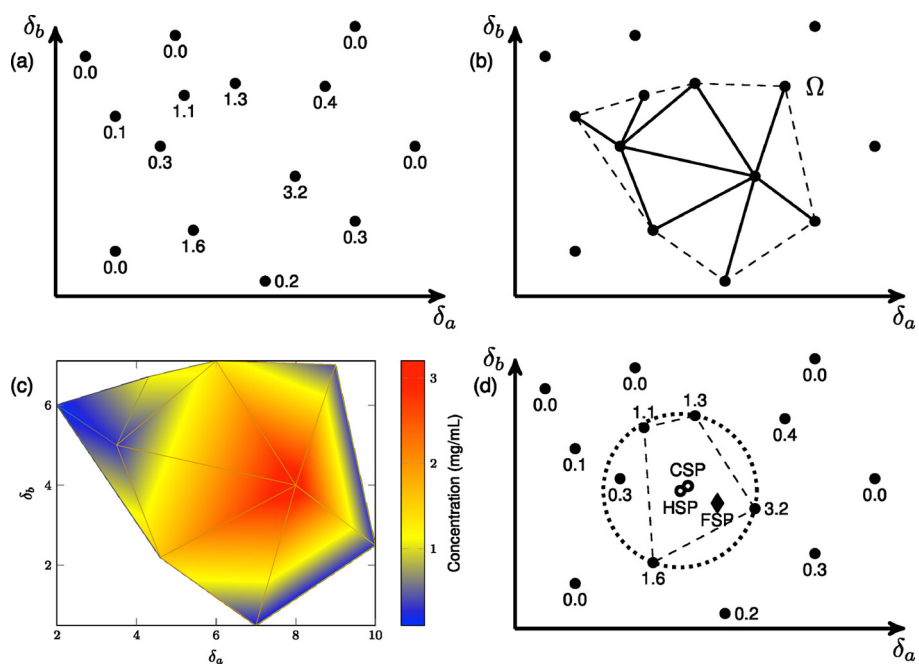 δb
(a)
0.0
0.0
0.0
1.3
0.4
1.1
0.1
0.3
0.0
3.2
1.6
0.3
0.0
0.2
δa
δb
(b)
Ω
δa
(c)
6
4
2
δb
2
4
6
8
10
δa
3
2
1
Concentration (mg/mL)
δb
(d)
0.0
0.0
0.0
1.3
1.1
0.4
0.1
CSP
0.3
HSP
FSP
3.2
0.0
1.6
0.3
0.0
0.2
δa